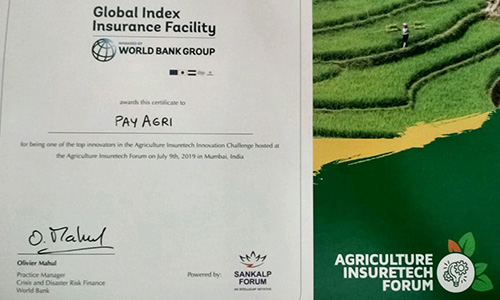 Global Index
Insurance Facility
MANAGED BY
WORLD BANK GROUP
awards this certificate to
PAY AGRI
for being one of the top innovators in the Agriculture Insuretech Innovation Challenge hosted at
the Agriculture Insuretech Forum on July 9th, 2019 in Mumbai, India
O. Mahul
Olivier Mahul
Practice Manager
Crisis and Disaster Risk Finance
World Bank
Powered by:
SANKALP
FORUM
AN INTELLECAP INITIATIVE
AGRICULTURE
INSURETECH
FORUM